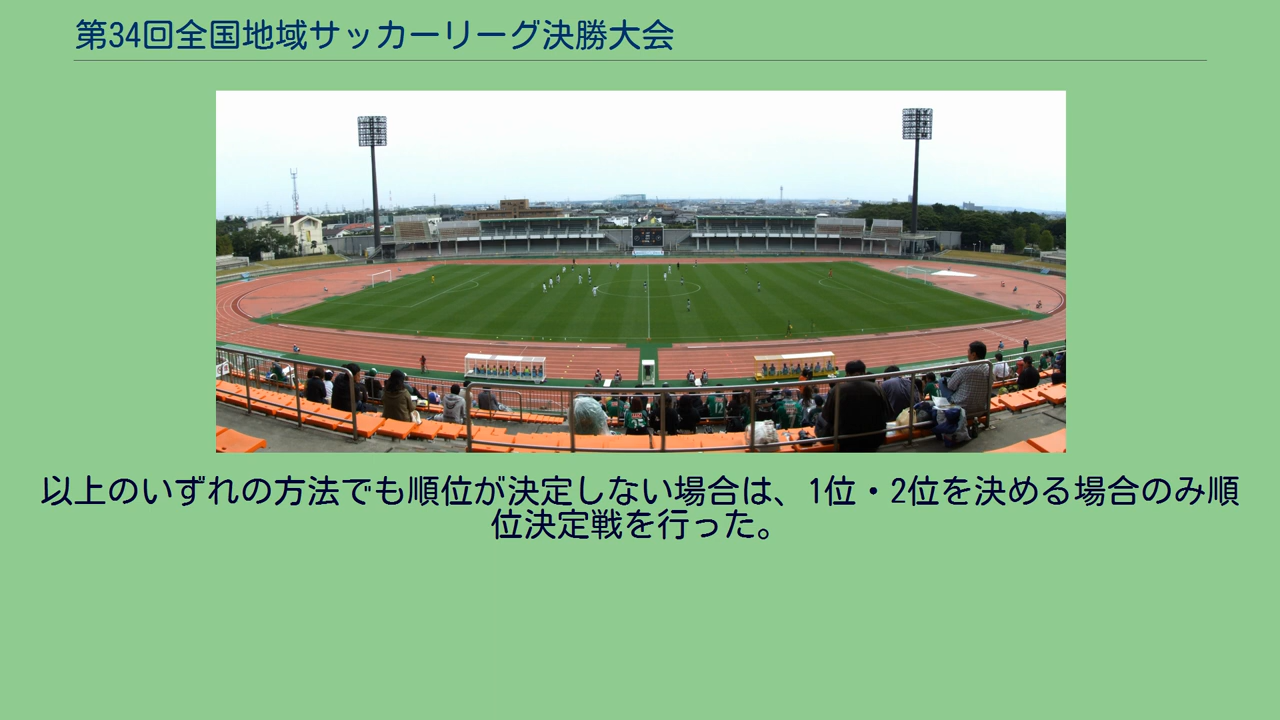 第34回全国地域サッカーリーグ決勝大会
以上のいずれの方法でも順位が決定しない場合は、1位・2位を決める場合のみ順
位決定戦を行った。